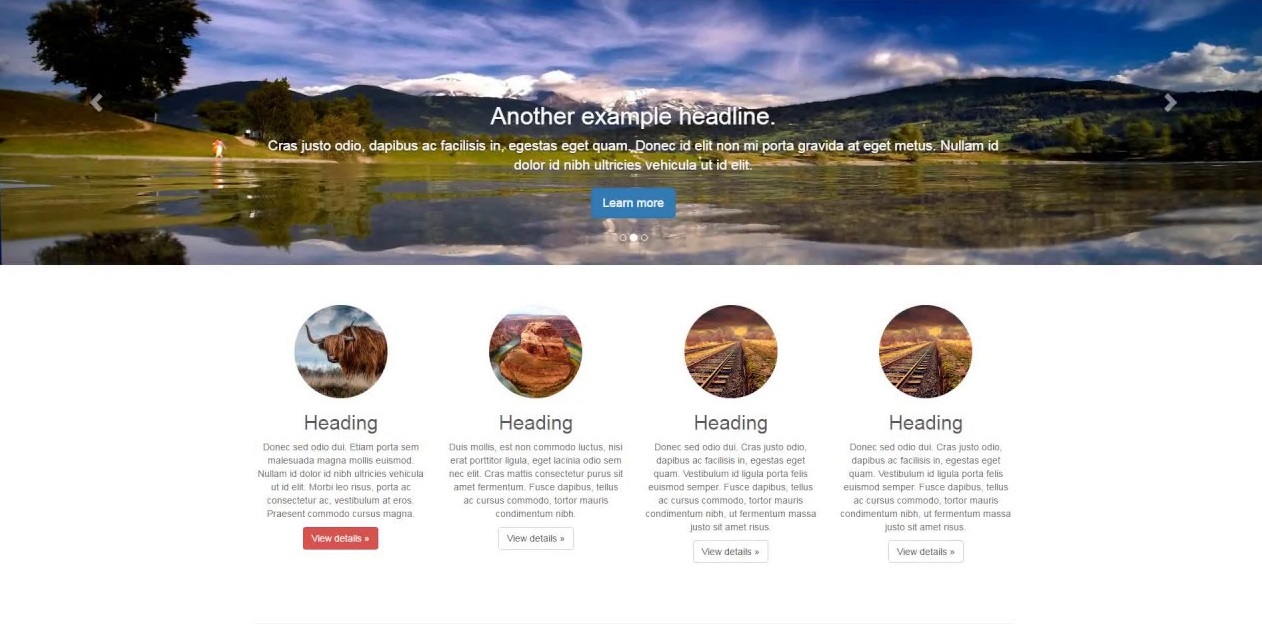 Another example headline.
Cras justo odio, dapibus ac facilisis in, egestas eget quam. Donec id elit non mi porta gravida at eget metus. Nullam id
dolor id nibh ultricies vehicula ut id elit.
Learn more
Heading
Donec sed odio dui. Etiam porta sem
malesuada magna mollis euismod.
Nullam id dolor id nibh ultricies vehicula
ut id elit. Morbi leo risus, porta ac
consectetur ac, vestibulum at eros.
Praesent commodo cursus magna.
View details »
Heading
Duis mollis, est non commodo luctus, nisi
erat porttitor ligula, eget lacinia odio sem
nec elit. Cras mattis consectetur purus sit
amet fermentum. Fusce dapibus, tellus
ac cursus commodo, tortor mauris
condimentum nibh.
View details »
Heading
Donec sed odio dui. Cras justo odio,
dapibus ac facilisis in, egestas eget
quam. Vestibulum id ligula porta felis
euismod semper. Fusce dapibus, tellus
ac cursus commodo, tortor mauris
condimentum nibh, ut fermentum massa
justo sit amet risus.
View details »
Heading
Donec sed odio dui. Cras justo odio,
dapibus ac facilisis in, egestas eget
quam. Vestibulum id ligula porta felis
euismod semper. Fusce dapibus, tellus
ac cursus commodo, tortor mauris
condimentum nibh, ut fermentum massa
justo sit amet risus.
View details »